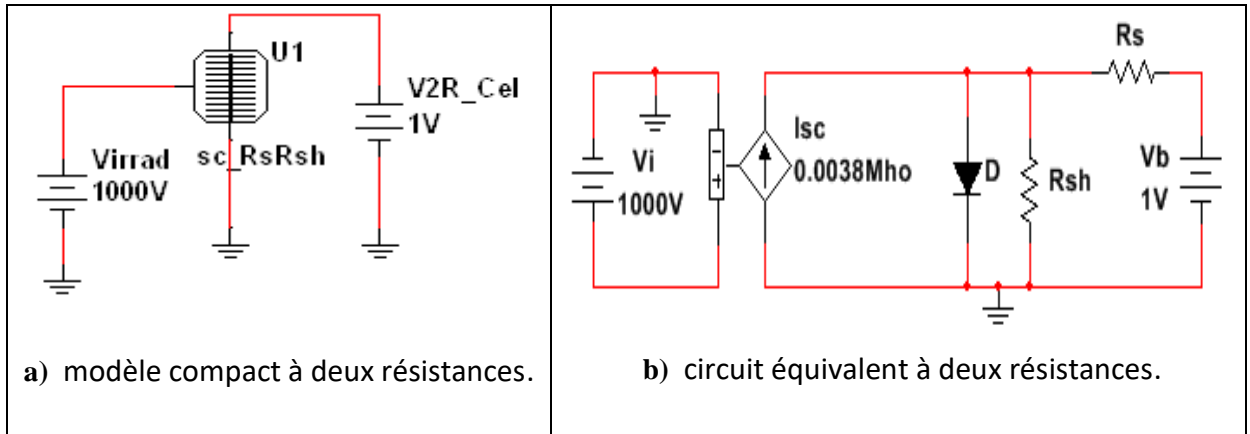 U1
V2R_Cel
1V
Virrad
1000V
sc_RsRsh
a) modèle compact à deux résistances.
Rs
Isc
0.0038Mho
Vi
1000V
-
+
D
Rsh
Vb
1V
b) circuit équivalent à deux résistances.